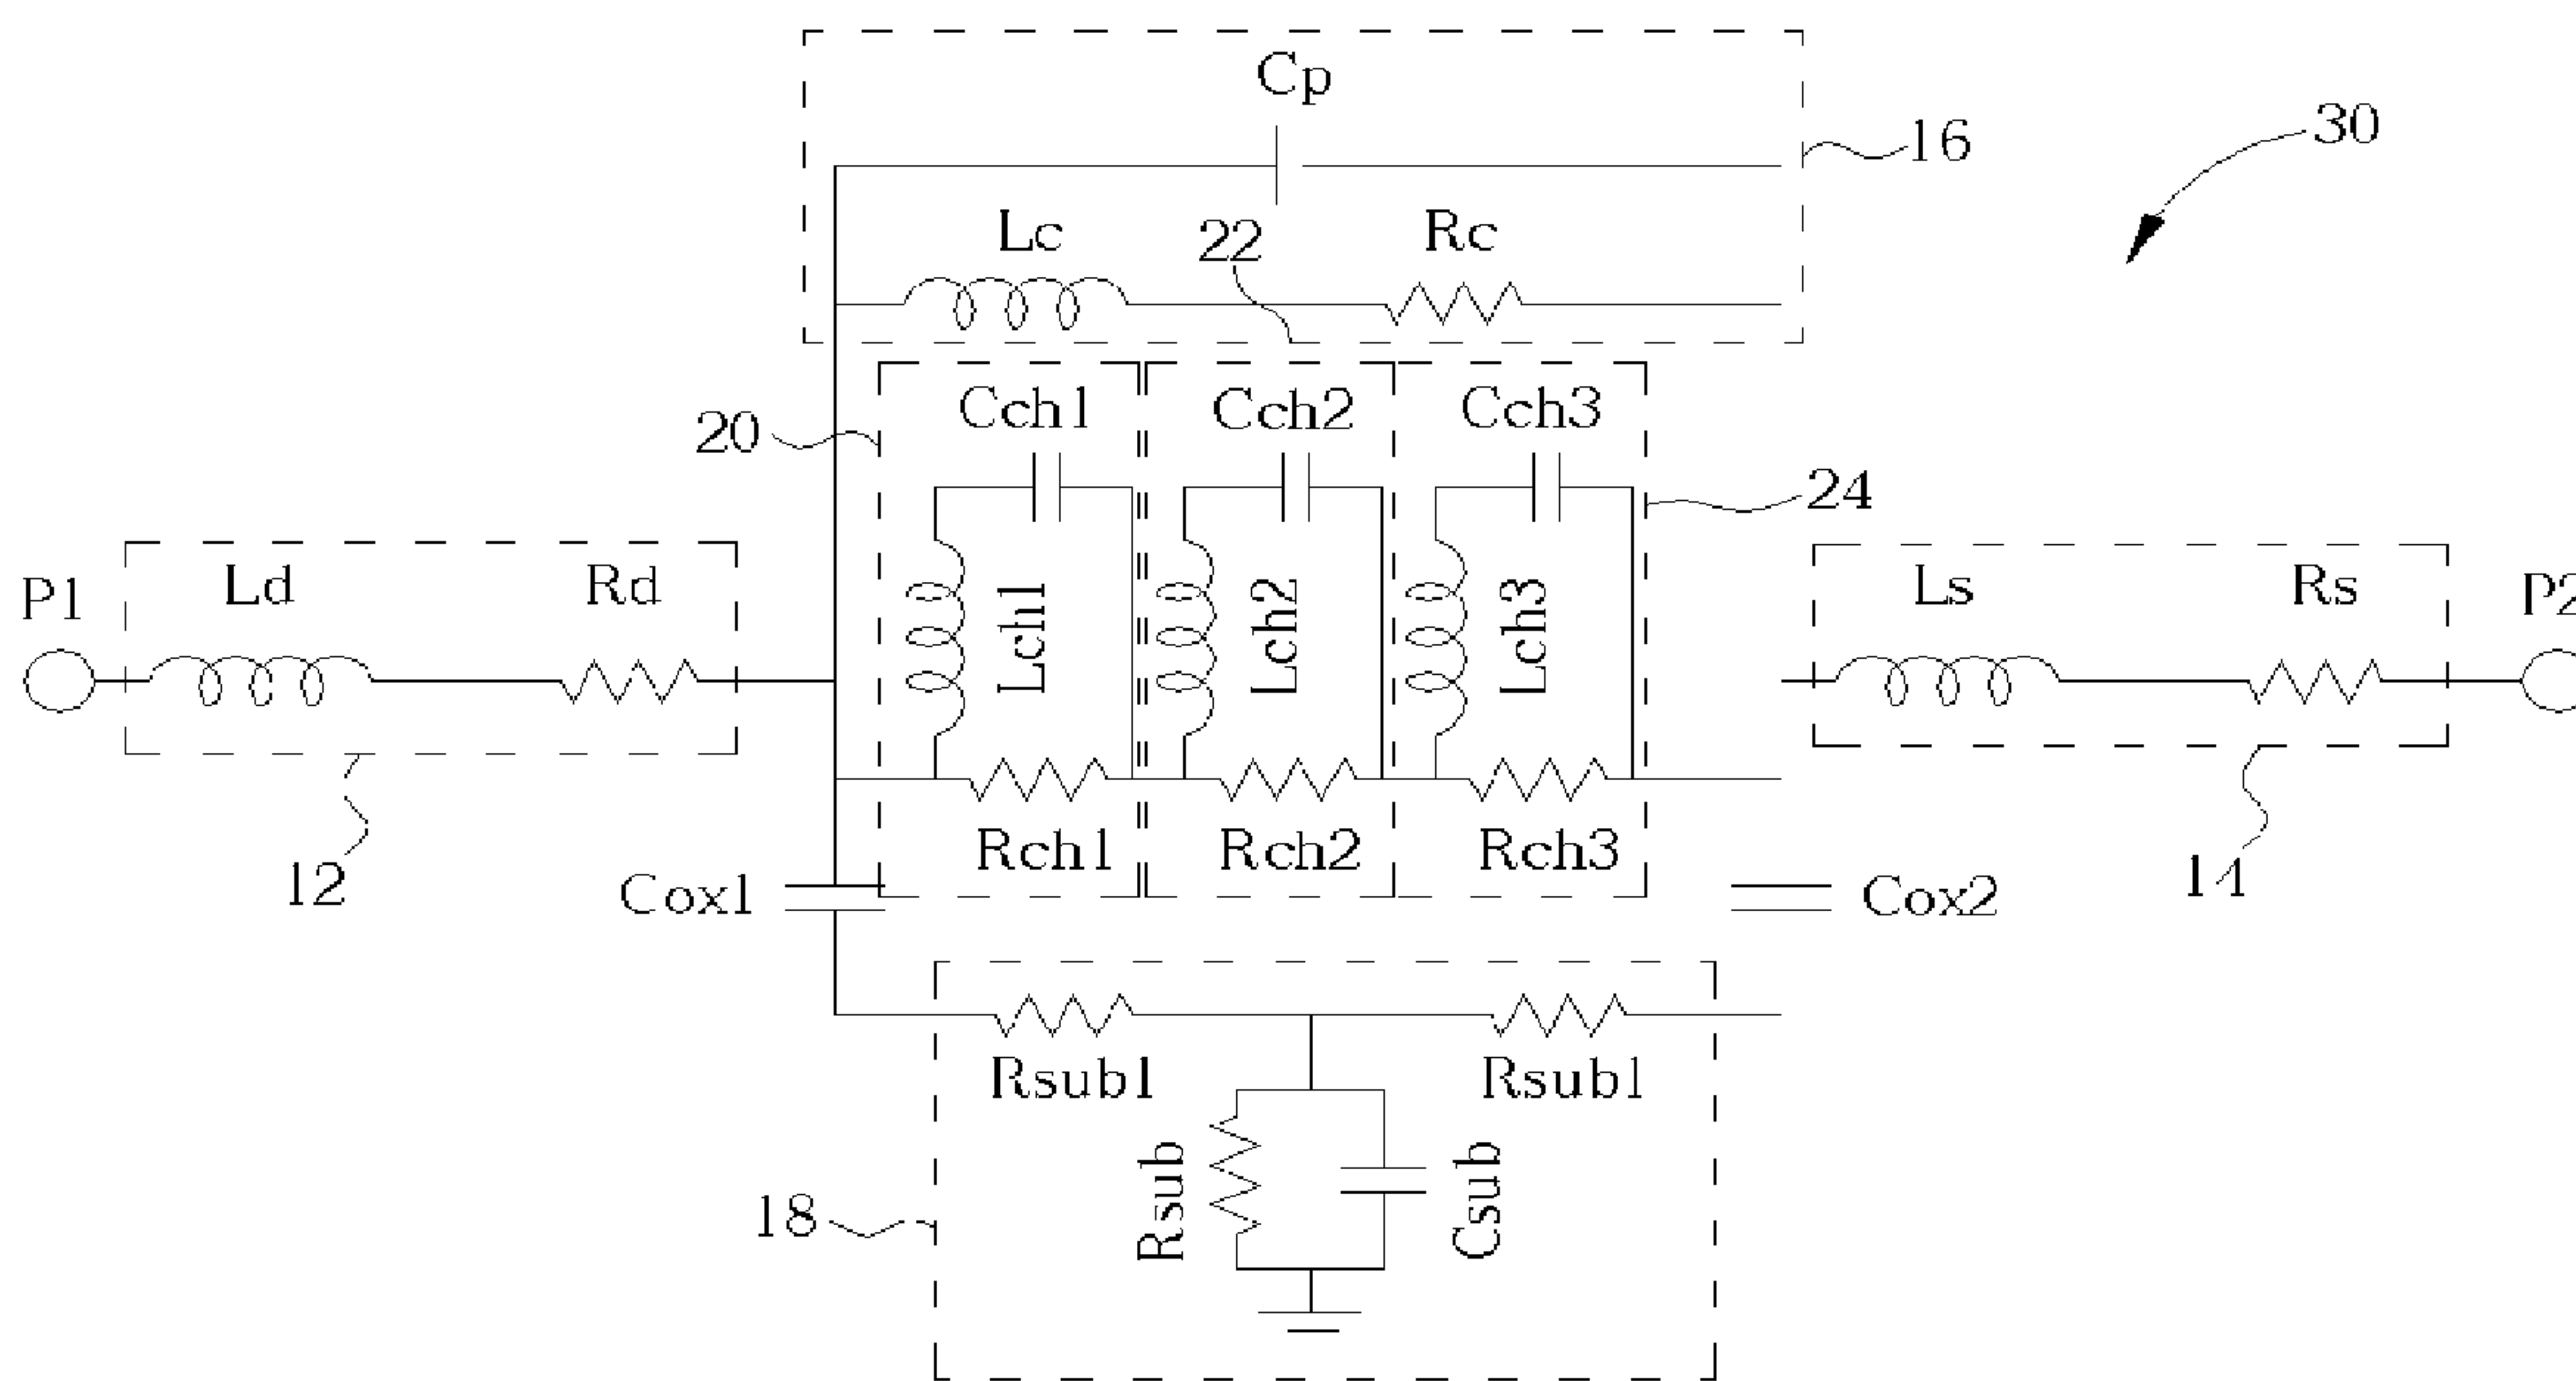 Cp
16
30
Lc
22
Rc
20
Cch1
Cch2
Cch3
24
P1
Ld
Rd
Lch1
Lch2
Lch3
Ls
Rs
P2
12
Rch1
Rch2
Rch3
14
Cox1
Cox2
Rsub1
Rsub1
18
Rsub
Csub